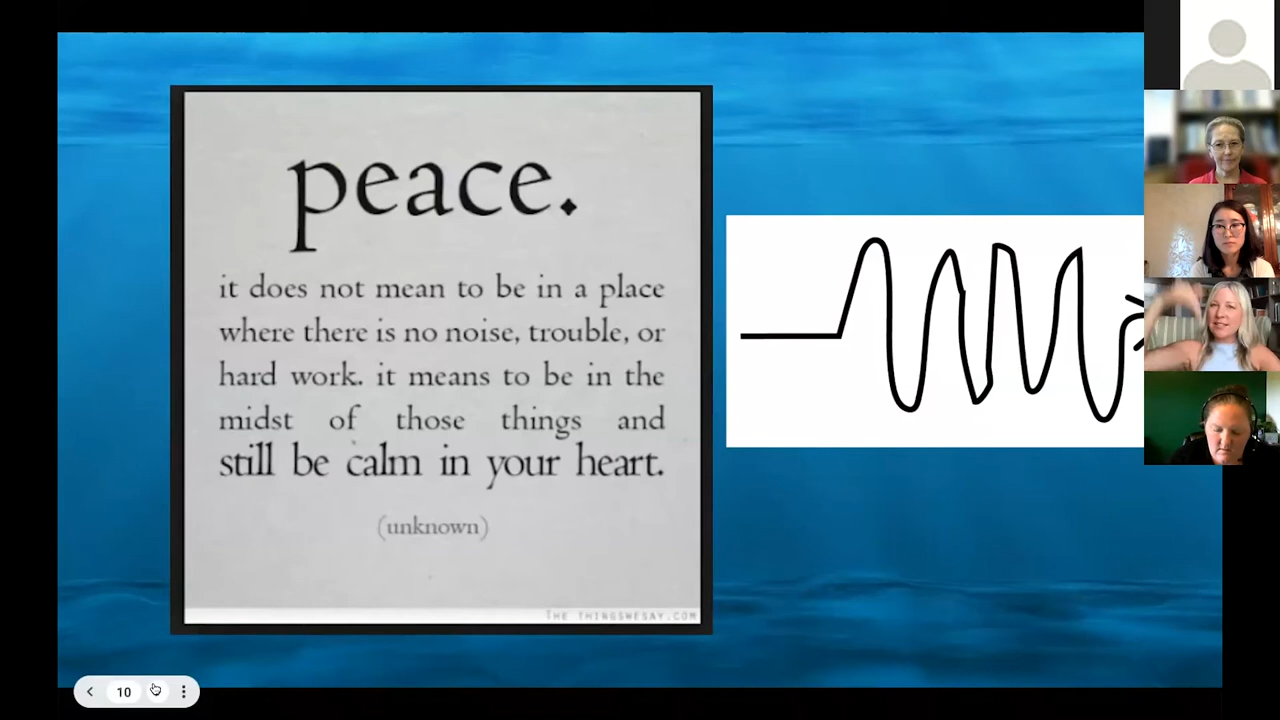 peace.
it does not mean to be in a place
where there is no noise, trouble, or
hard work. it means to be in the
midst of those things and
still be calm in your heart.
(unknown)
THE THINGSWESAY.COM
10